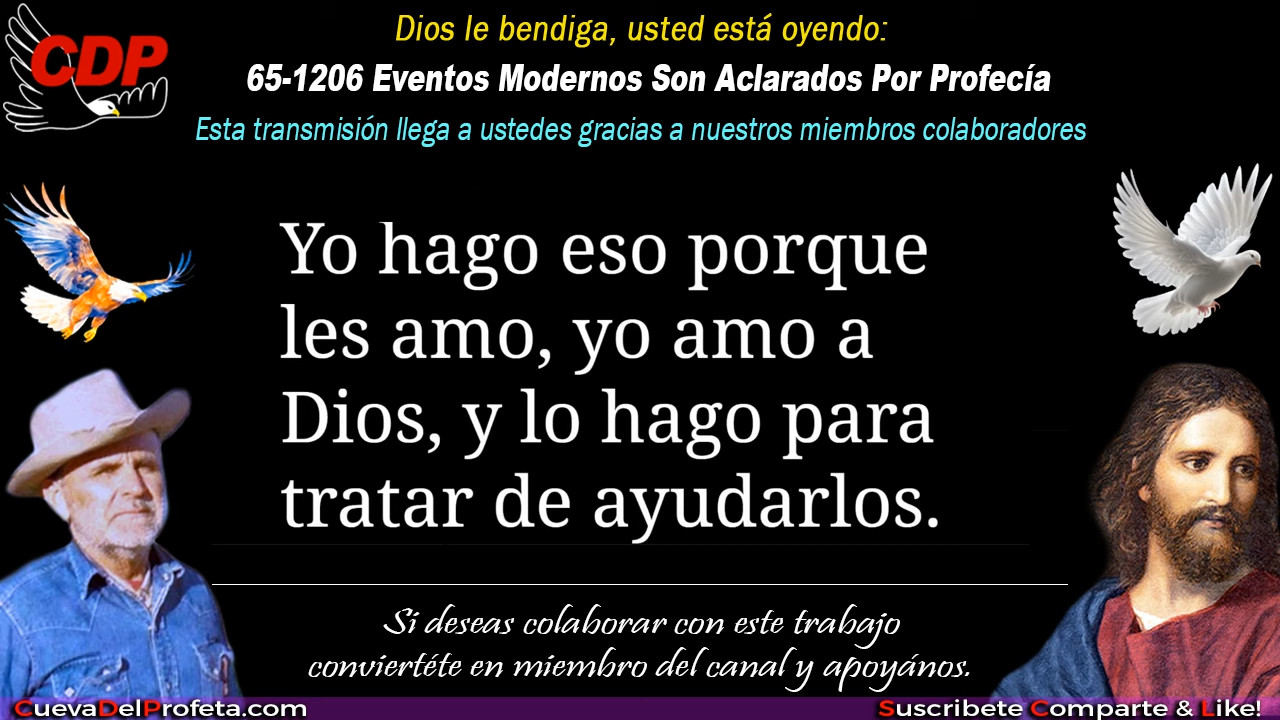 CDP
Dios le bendiga, usted está oyendo:
65-1206 Eventos Modernos Son Aclarados Por Profecía
Esta transmisión llega a ustedes gracias a nuestros miembros colaboradores
Yo hago eso porque
les amo, yo amo a
Dios, y lo hago para
tratar de ayudarlos.
Si deseas colaborar con este trabajo
conviertéte en miembro del canal y apoyános.
CuevaDelProfeta.com
Suscribete Comparte & Like!